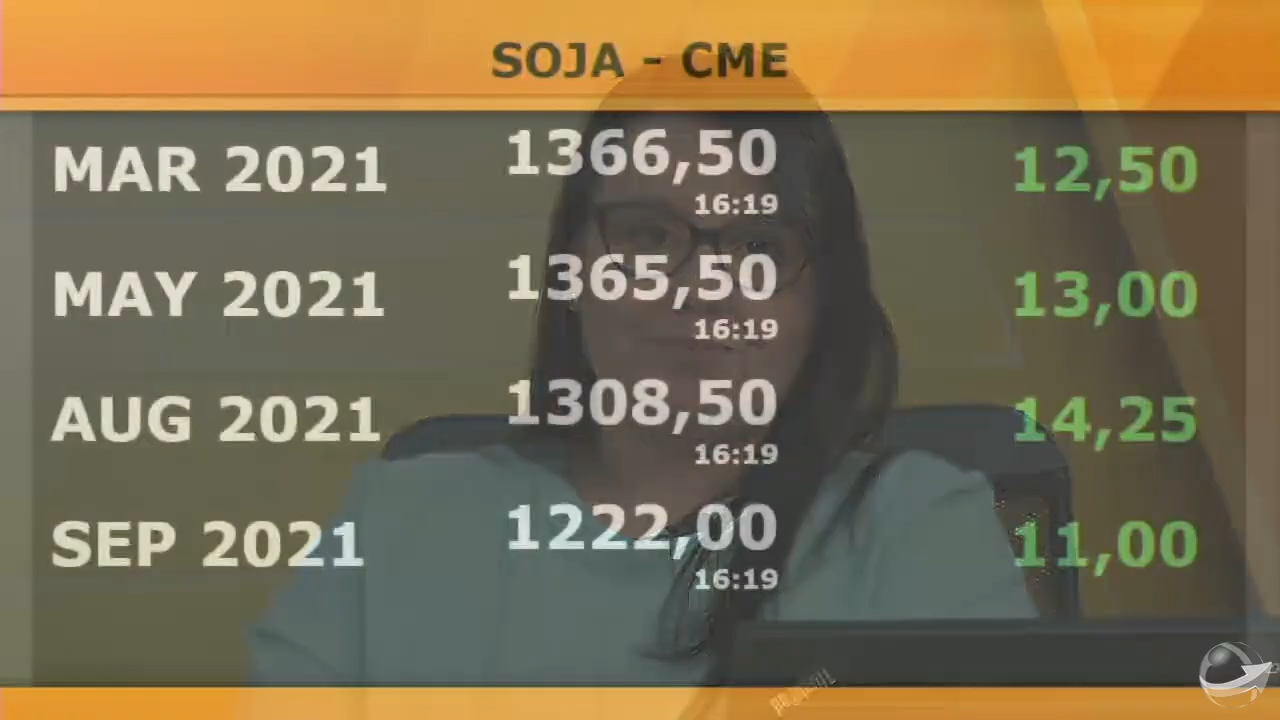 SOJA - CME
MAR 2021 1366,50 12,50
16:19
MAY 2021 1365,50 13,00
16:19
AUG 2021 1308,50 14,25
16:19
SEP 2021 1222,00 11,00
16:19